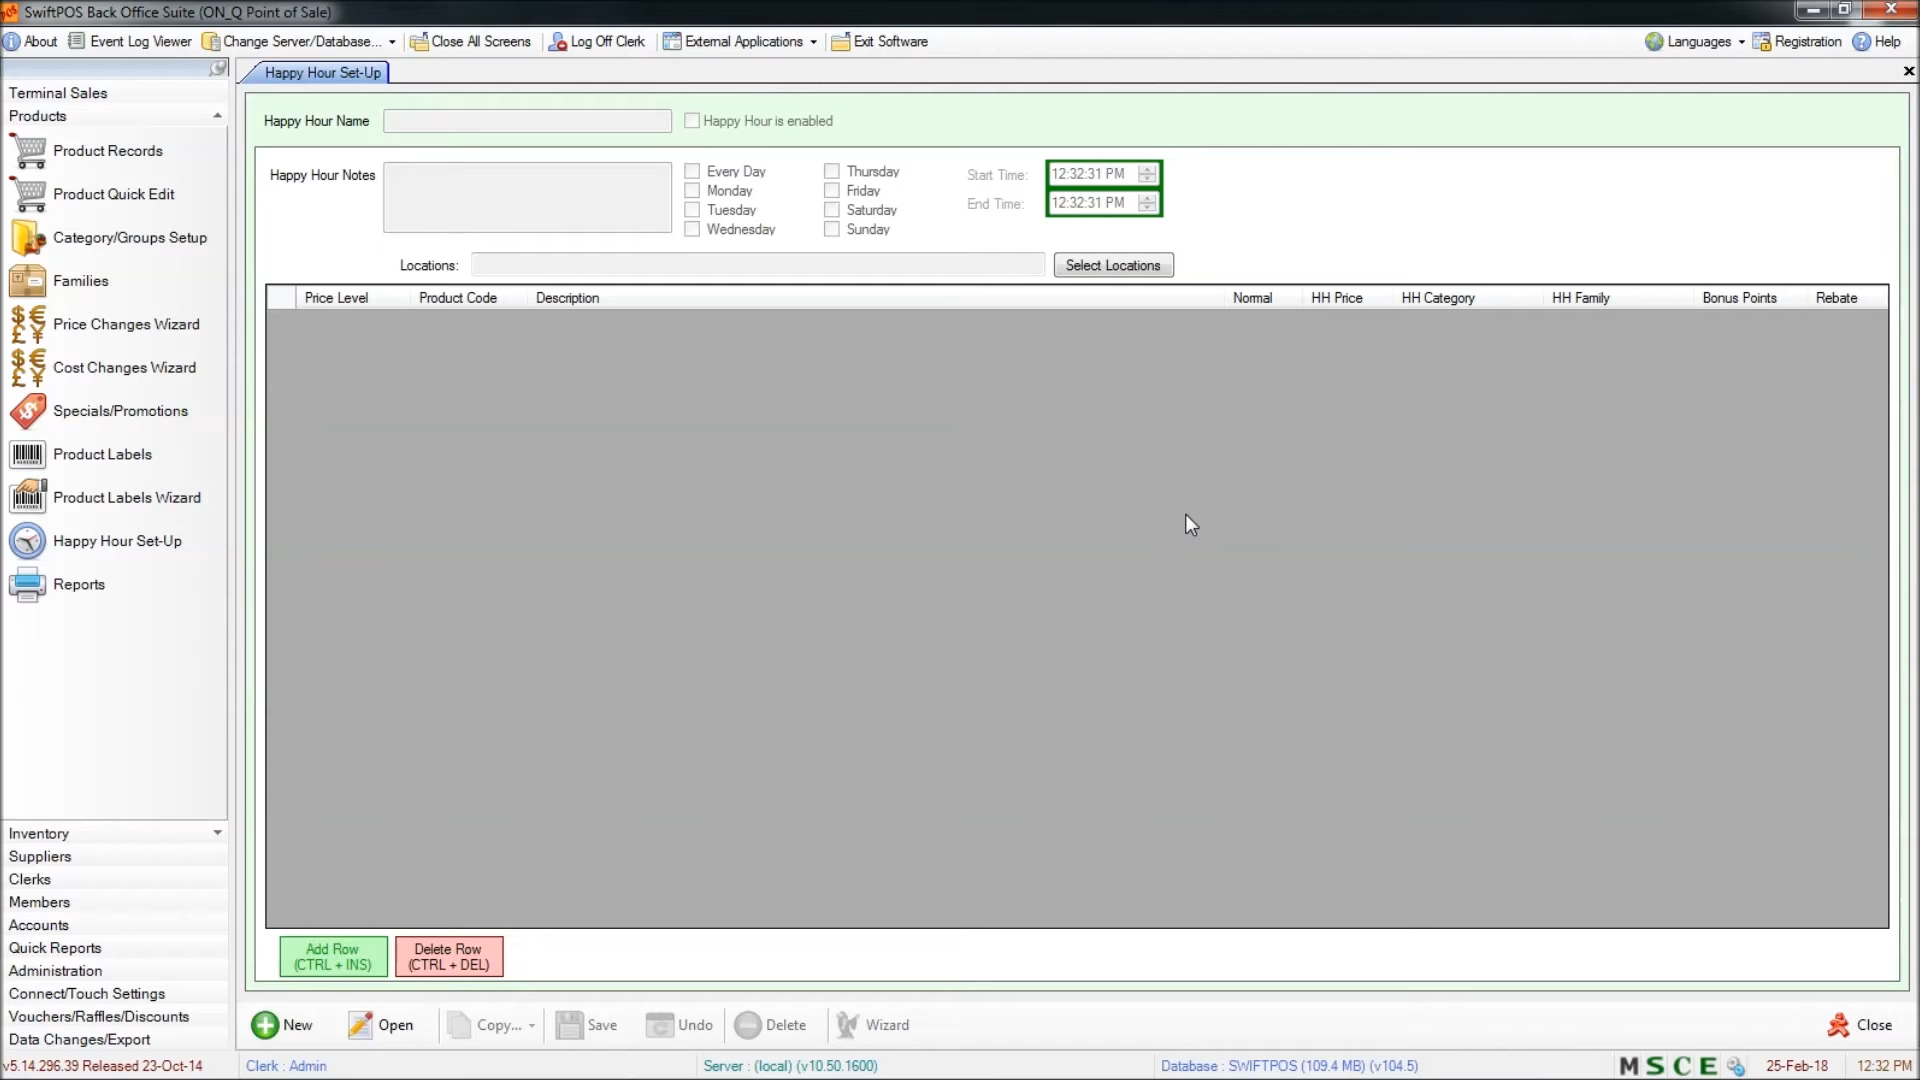 SwiftPOS Back Office Suite (ON_Q Point of Sale)
About Event Log Viewer Change Server/Database... Close All Screens Log Off Clerk External Applications Exit Software Languages Registration Help
Happy Hour Set-Up
Terminal Sales
Products
Product Records
Product Quick Edit
Category/Groups Setup
Families
Price Changes Wizard
Cost Changes Wizard
Specials/Promotions
Product Labels
Product Labels Wizard
Happy Hour Set-Up
Reports
Inventory
Suppliers
Clerks
Members
Accounts
Quick Reports
Administration
Connect/Touch Settings
Vouchers/Raffles/Discounts
Data Changes/Export
Happy Hour Name Happy Hour is enabled
Happy Hour Notes Every Day Thursday Start Time: 12:32:31 PM
Monday Friday
Tuesday Saturday End Time: 12:32:31 PM
Wednesday Sunday
Locations: Select Locations
Price Level Product Code Description Normal HH Price HH Category HH Family Bonus Points Rebate
Add Row Delete Row
(CTRL + INS) (CTRL + DEL)
New Open Copy... Save Undo Delete Wizard Close
v5.14.296.39 Released 23-Oct-14 Clerk : Admin Server : (local) (v10.50.1600) Database : SWIFTPOS (109.4 MB) (v104.5) M S C E 25-Feb-18 12:32 PM